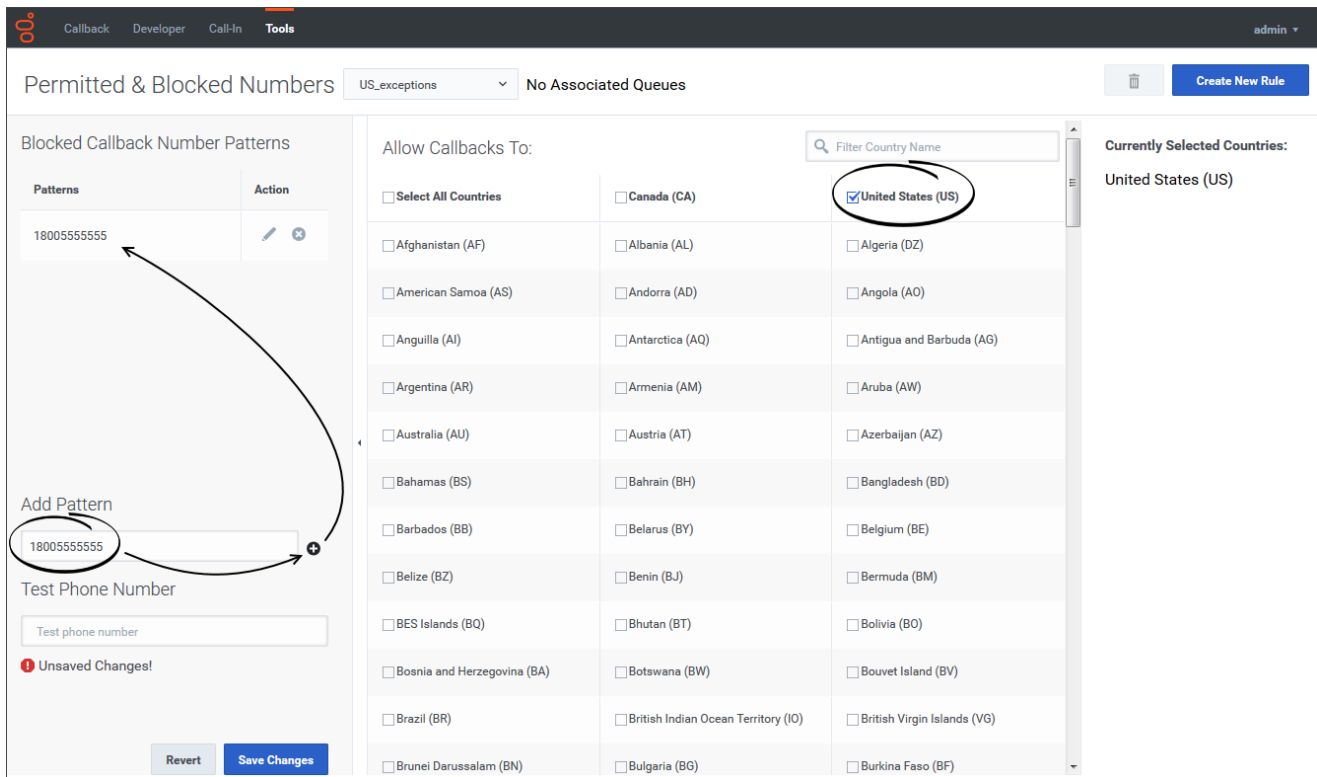 Callback Developer Call-In Tools admin
Permitted & Blocked Numbers US_exceptions No Associated Queues Create New Rule
Blocked Callback Number Patterns
Patterns Action
18005555555
Add Pattern
18005555555
Test Phone Number
Test phone number
Unsaved Changes!
Revert Save Changes
Allow Callbacks To: Filter Country Name
Select All Countries Canada (CA) United States (US)
Afghanistan (AF) Albania (AL) Algeria (DZ)
American Samoa (AS) Andorra (AD) Angola (AO)
Anguilla (AI) Antarctica (AQ) Antigua and Barbuda (AG)
Argentina (AR) Armenia (AM) Aruba (AW)
Australia (AU) Austria (AT) Azerbaijan (AZ)
Bahamas (BS) Bahrain (BH) Bangladesh (BD)
Barbados (BB) Belarus (BY) Belgium (BE)
Belize (BZ) Benin (BJ) Bermuda (BM)
BES Islands (BQ) Bhutan (BT) Bolivia (BO)
Bosnia and Herzegovina (BA) Botswana (BW) Bouvet Island (BV)
Brazil (BR) British Indian Ocean Territory (IO) British Virgin Islands (VG)
Brunei Darussalam (BN) Bulgaria (BG) Burkina Faso (BF)
Currently Selected Countries:
United States (US)